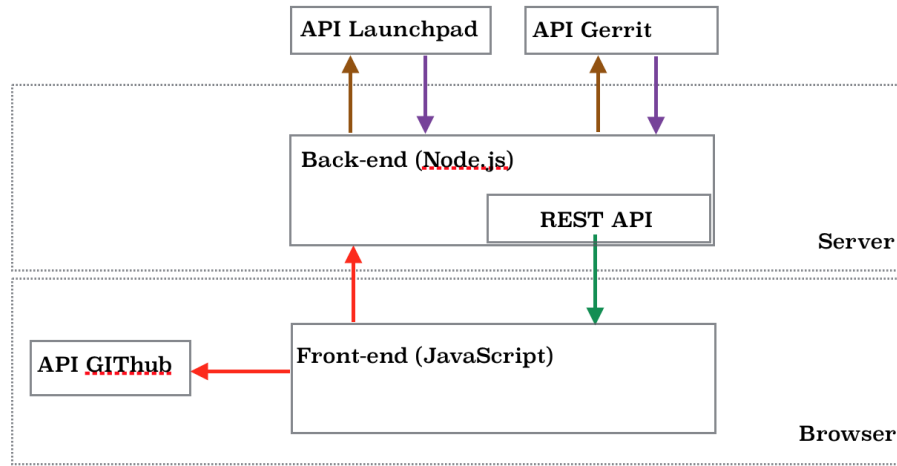 API Launchpad
API Gerrit
Back-end (Node.js)
REST API
Server
Front-end (JavaScript)
API GIThub
Browser